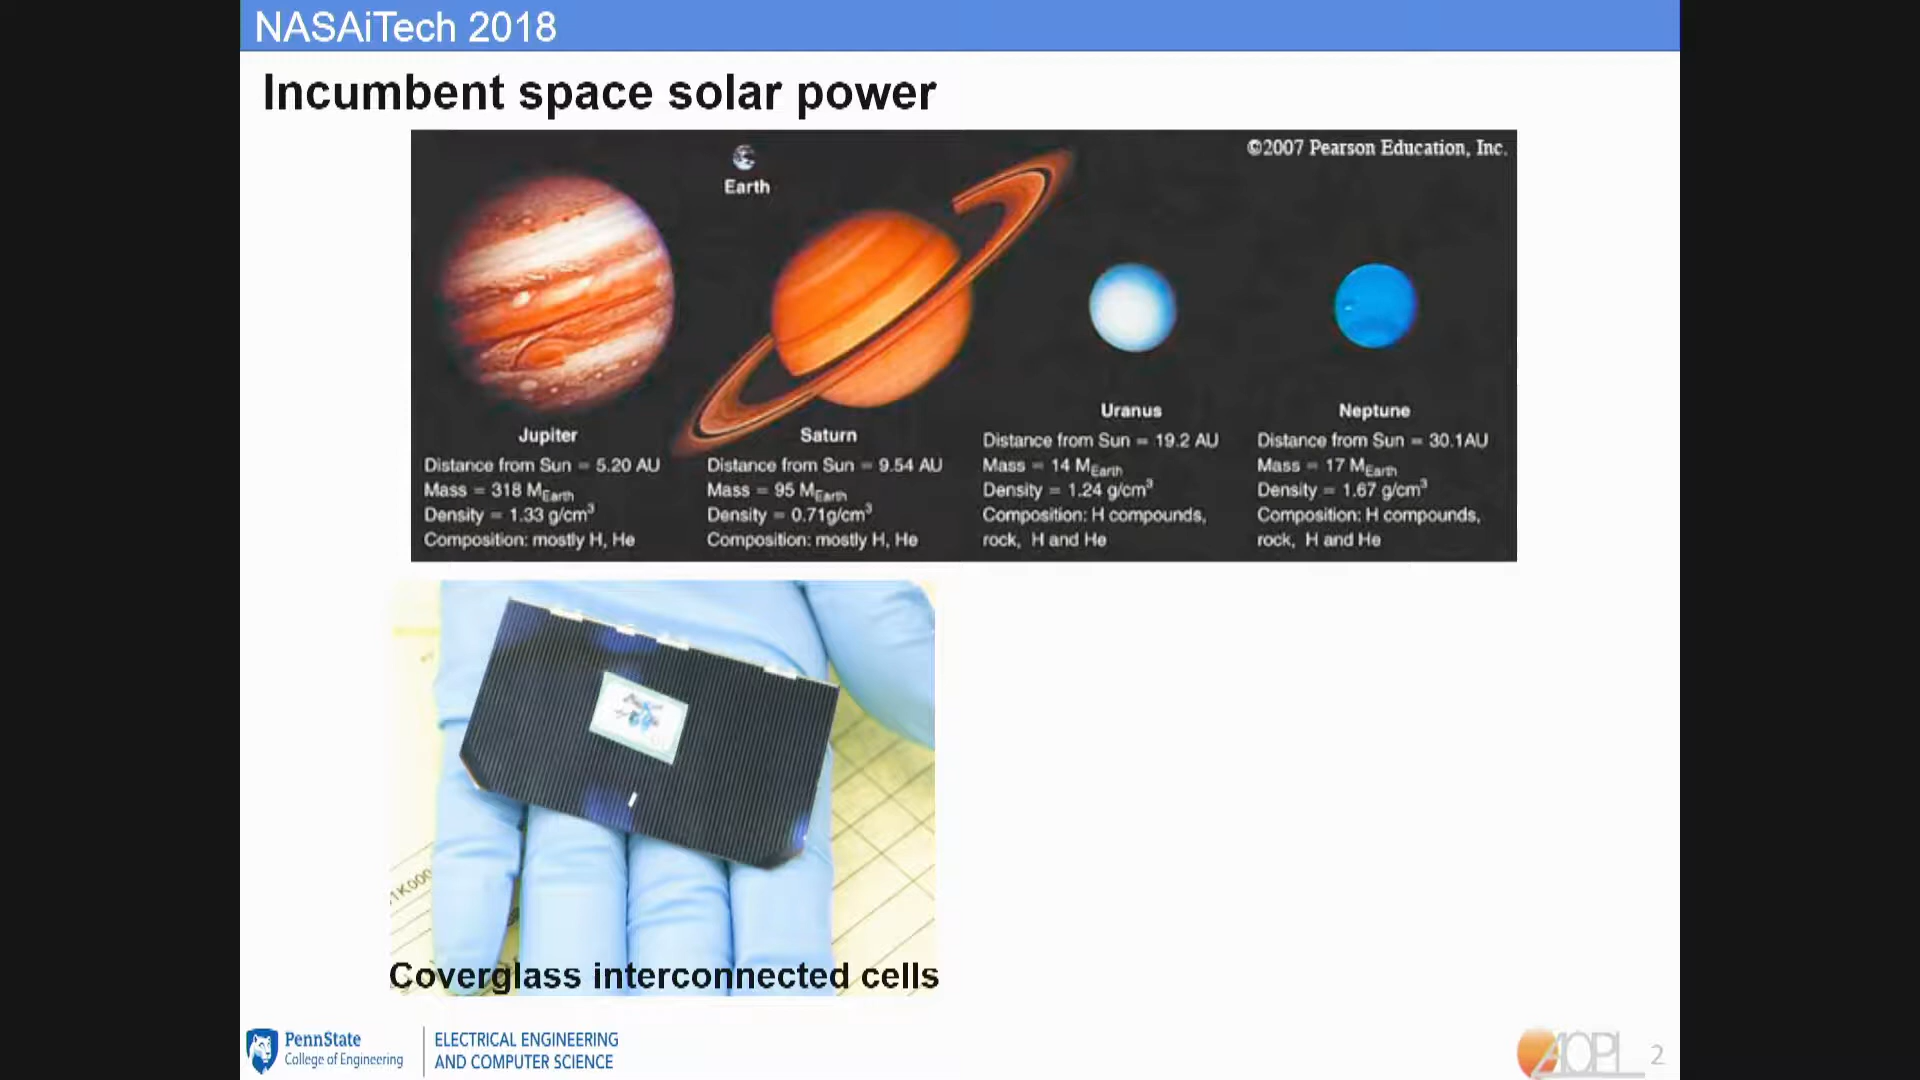 NASAiTech 2018
Incumbent space solar power
©2007 Pearson Education, Inc.
Earth
Jupiter
Distance from Sun = 5.20 AU
Mass = 318 MEarth
Density = 1.33 g/cm³
Composition: mostly H, He
Saturn
Distance from Sun = 9.54 AU
Mass = 95 MEarth
Density = 0.71g/cm³
Composition: mostly H, He
Uranus
Distance from Sun = 19.2 AU
Mass = 14 MEarth
Density = 1.24 g/cm³
Composition: H compounds,
rock, H and He
Neptune
Distance from Sun = 30.1AU
Mass = 17 MEarth
Density = 1.67 g/cm³
Composition: H compounds,
rock, H and He
Coverglass interconnected cells
PennState
College of Engineering
ELECTRICAL ENGINEERING
AND COMPUTER SCIENCE
AOPL
2